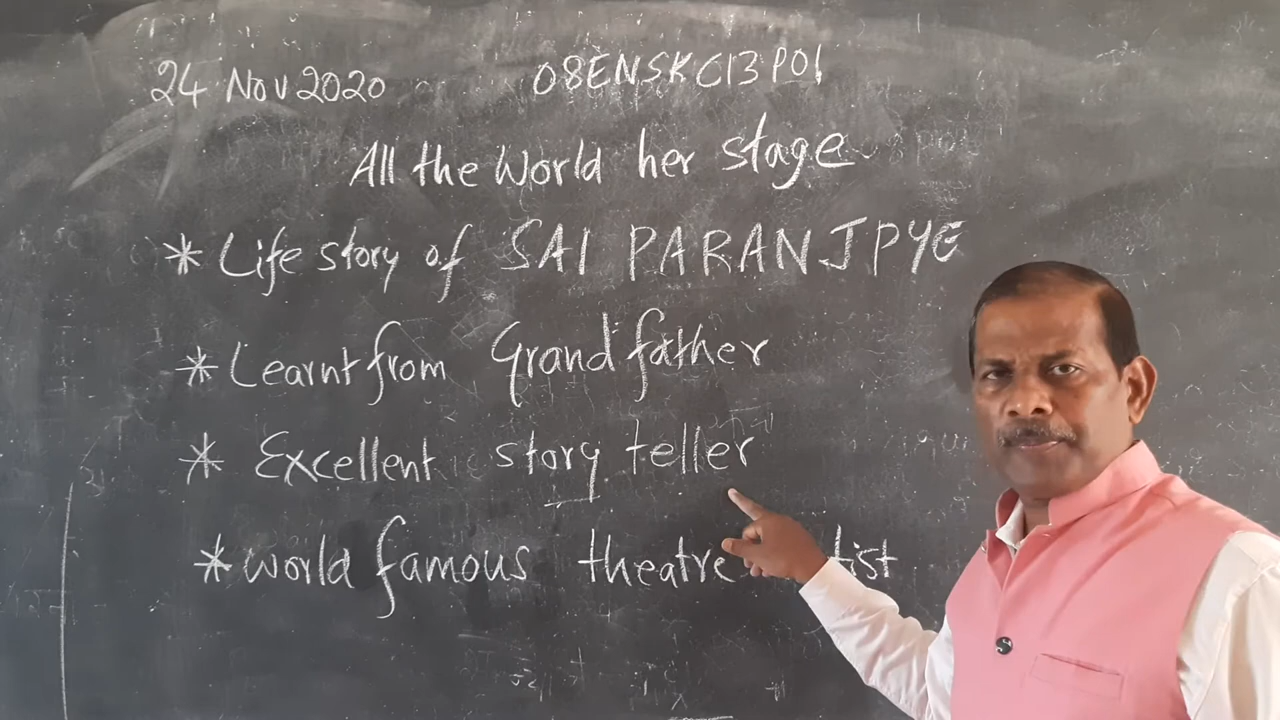 24 Nov 2020 08ENSKC13P01
All the World her stage
* Life story of SAI PARANJPYE
* Learnt from Grandfather
* Excellent story teller
* World famous theatre